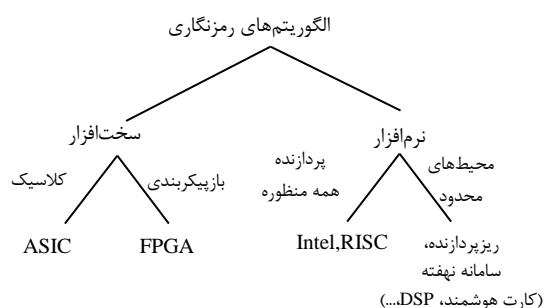 الگوریتم‌های رمزنگاری
سخت‌افزار
نرم‌افزار
کلاسیک
بازپیکربندی
پردازنده
همه منظوره
محیط‌های
محدود
ASIC
FPGA
Intel,RISC
ریزپردازنده،
سامانه نهفته
(کارت هوشمند، DSP،...)